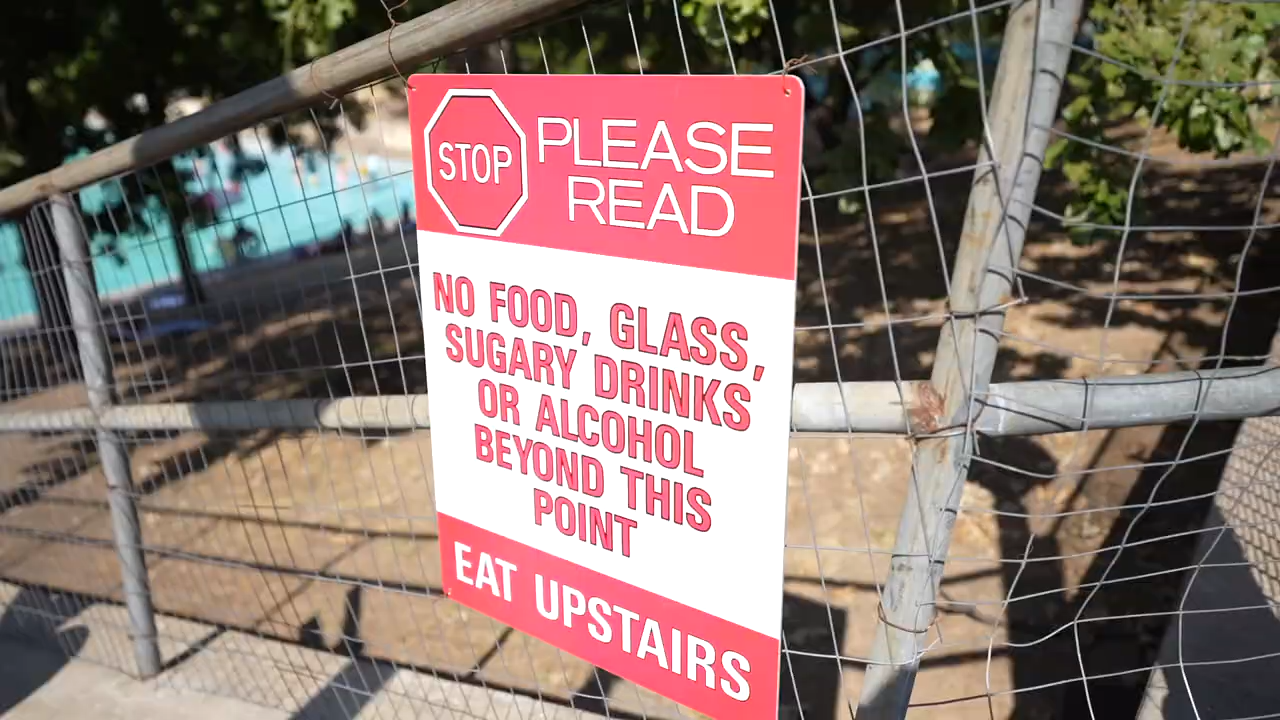 STOP
PLEASE
READ
NO FOOD, GLASS,
SUGARY DRINKS
OR ALCOHOL
BEYOND THIS
POINT
EAT UPSTAIRS